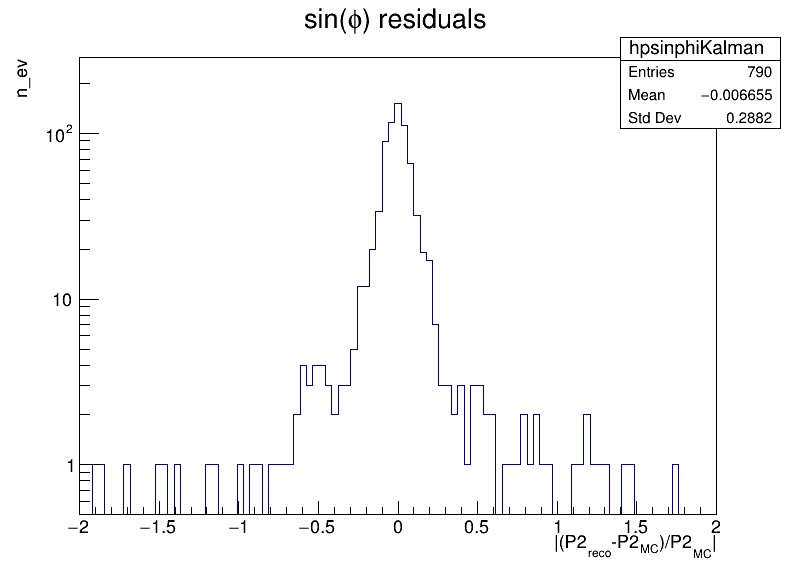 sin(ϕ) residuals
hpsinphiKalman
Entries 790
Mean −0.006655
Std Dev 0.2882
n_ev
10²
10
1
−2 −1.5 −1 −0.5 0 0.5 1 1.5 2
|(P2reco-P2MC)/P2MC|